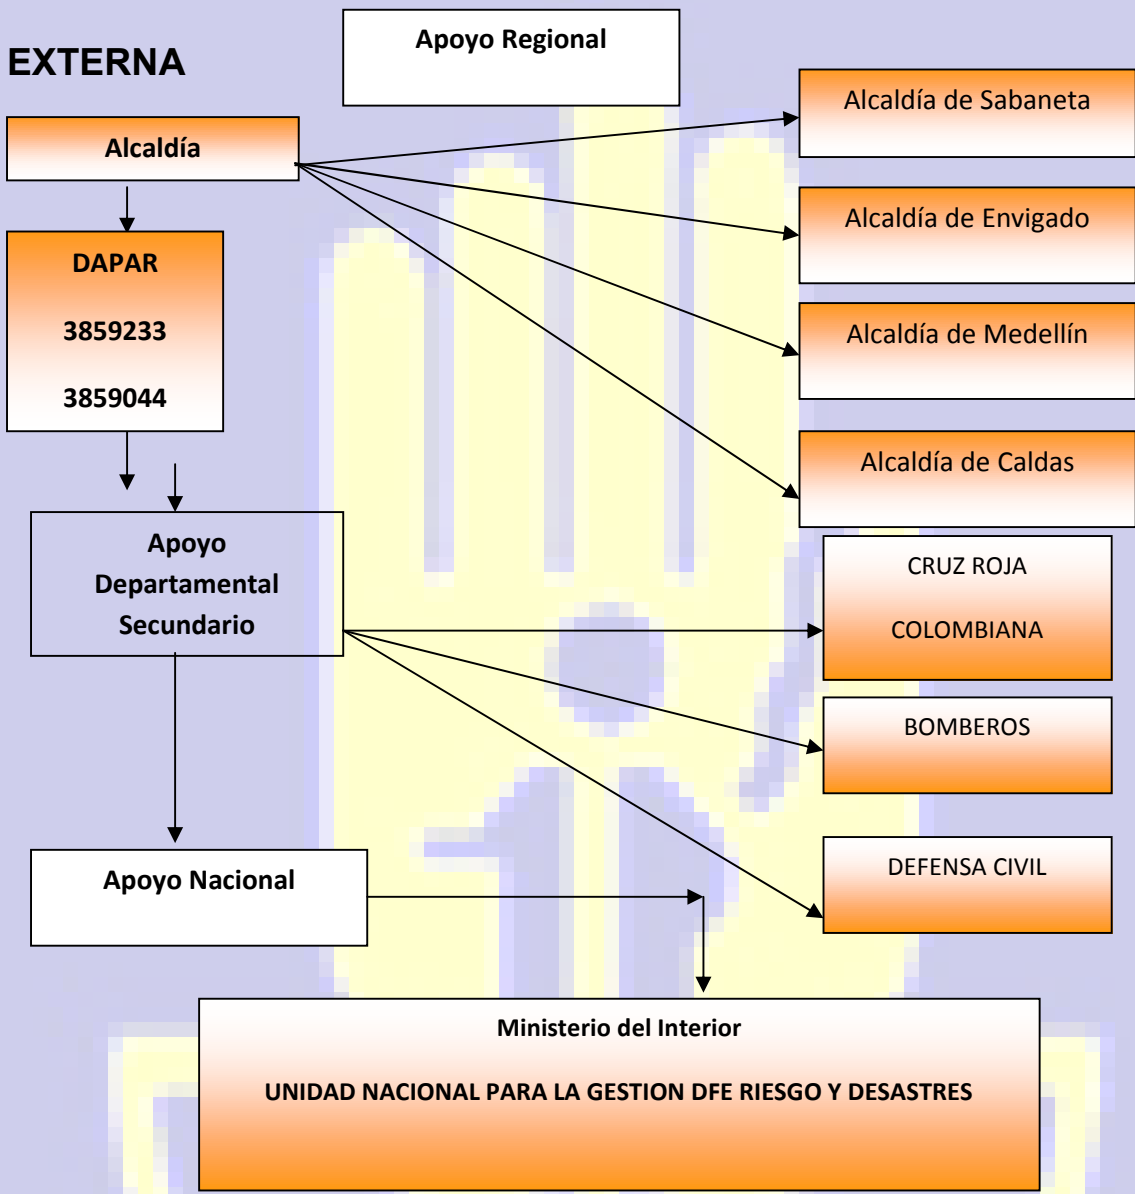 Apoyo Regional
EXTERNA
Alcaldía de Sabaneta
Alcaldía
Alcaldía de Envigado
DAPAR
3859233
3859044
Alcaldía de Medellín
Alcaldía de Caldas
Apoyo
Departamental
Secundario
CRUZ ROJA
COLOMBIANA
BOMBEROS
DEFENSA CIVIL
Apoyo Nacional
Ministerio del Interior
UNIDAD NACIONAL PARA LA GESTION DFE RIESGO Y DESASTRES